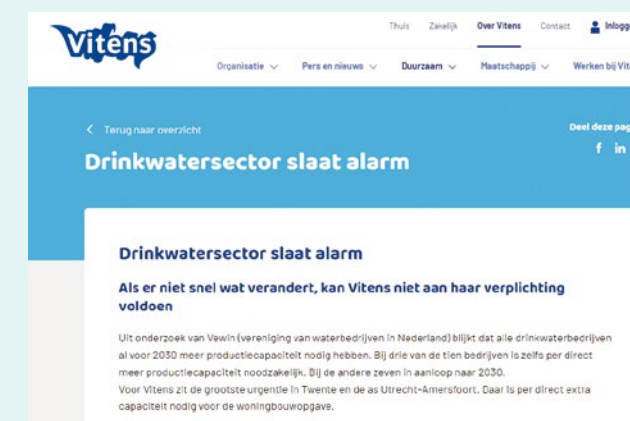 Vitens
Thuis Zakelijk Over Vitens Contact
Organisatie Pers en nieuws Duurzaam Maatschappij Werken bij
Terug naar overzicht
Deel deze
Drinkwatersector slaat alarm
f in
Drinkwatersector slaat alarm
Als er niet snel wat verandert, kan Vitens niet aan haar verplichting
voldoen
Uit onderzoek van Vewin (vereniging van waterbedrijven in Nederland) blijkt dat alle drinkwaterbedrijven
al voor 2030 meer productiecapaciteit nodig hebben. Bij drie van de tien bedrijven is zelfs per direct
meer productiecapaciteit noodzakelijk. Bij de andere zeven in aanloop naar 2030.
Voor Vitens zit de grootste urgentie in Twente en de as Utrecht-Amersfoort. Daar is per direct extra
capaciteit nodig voor de woningbouwopgave.